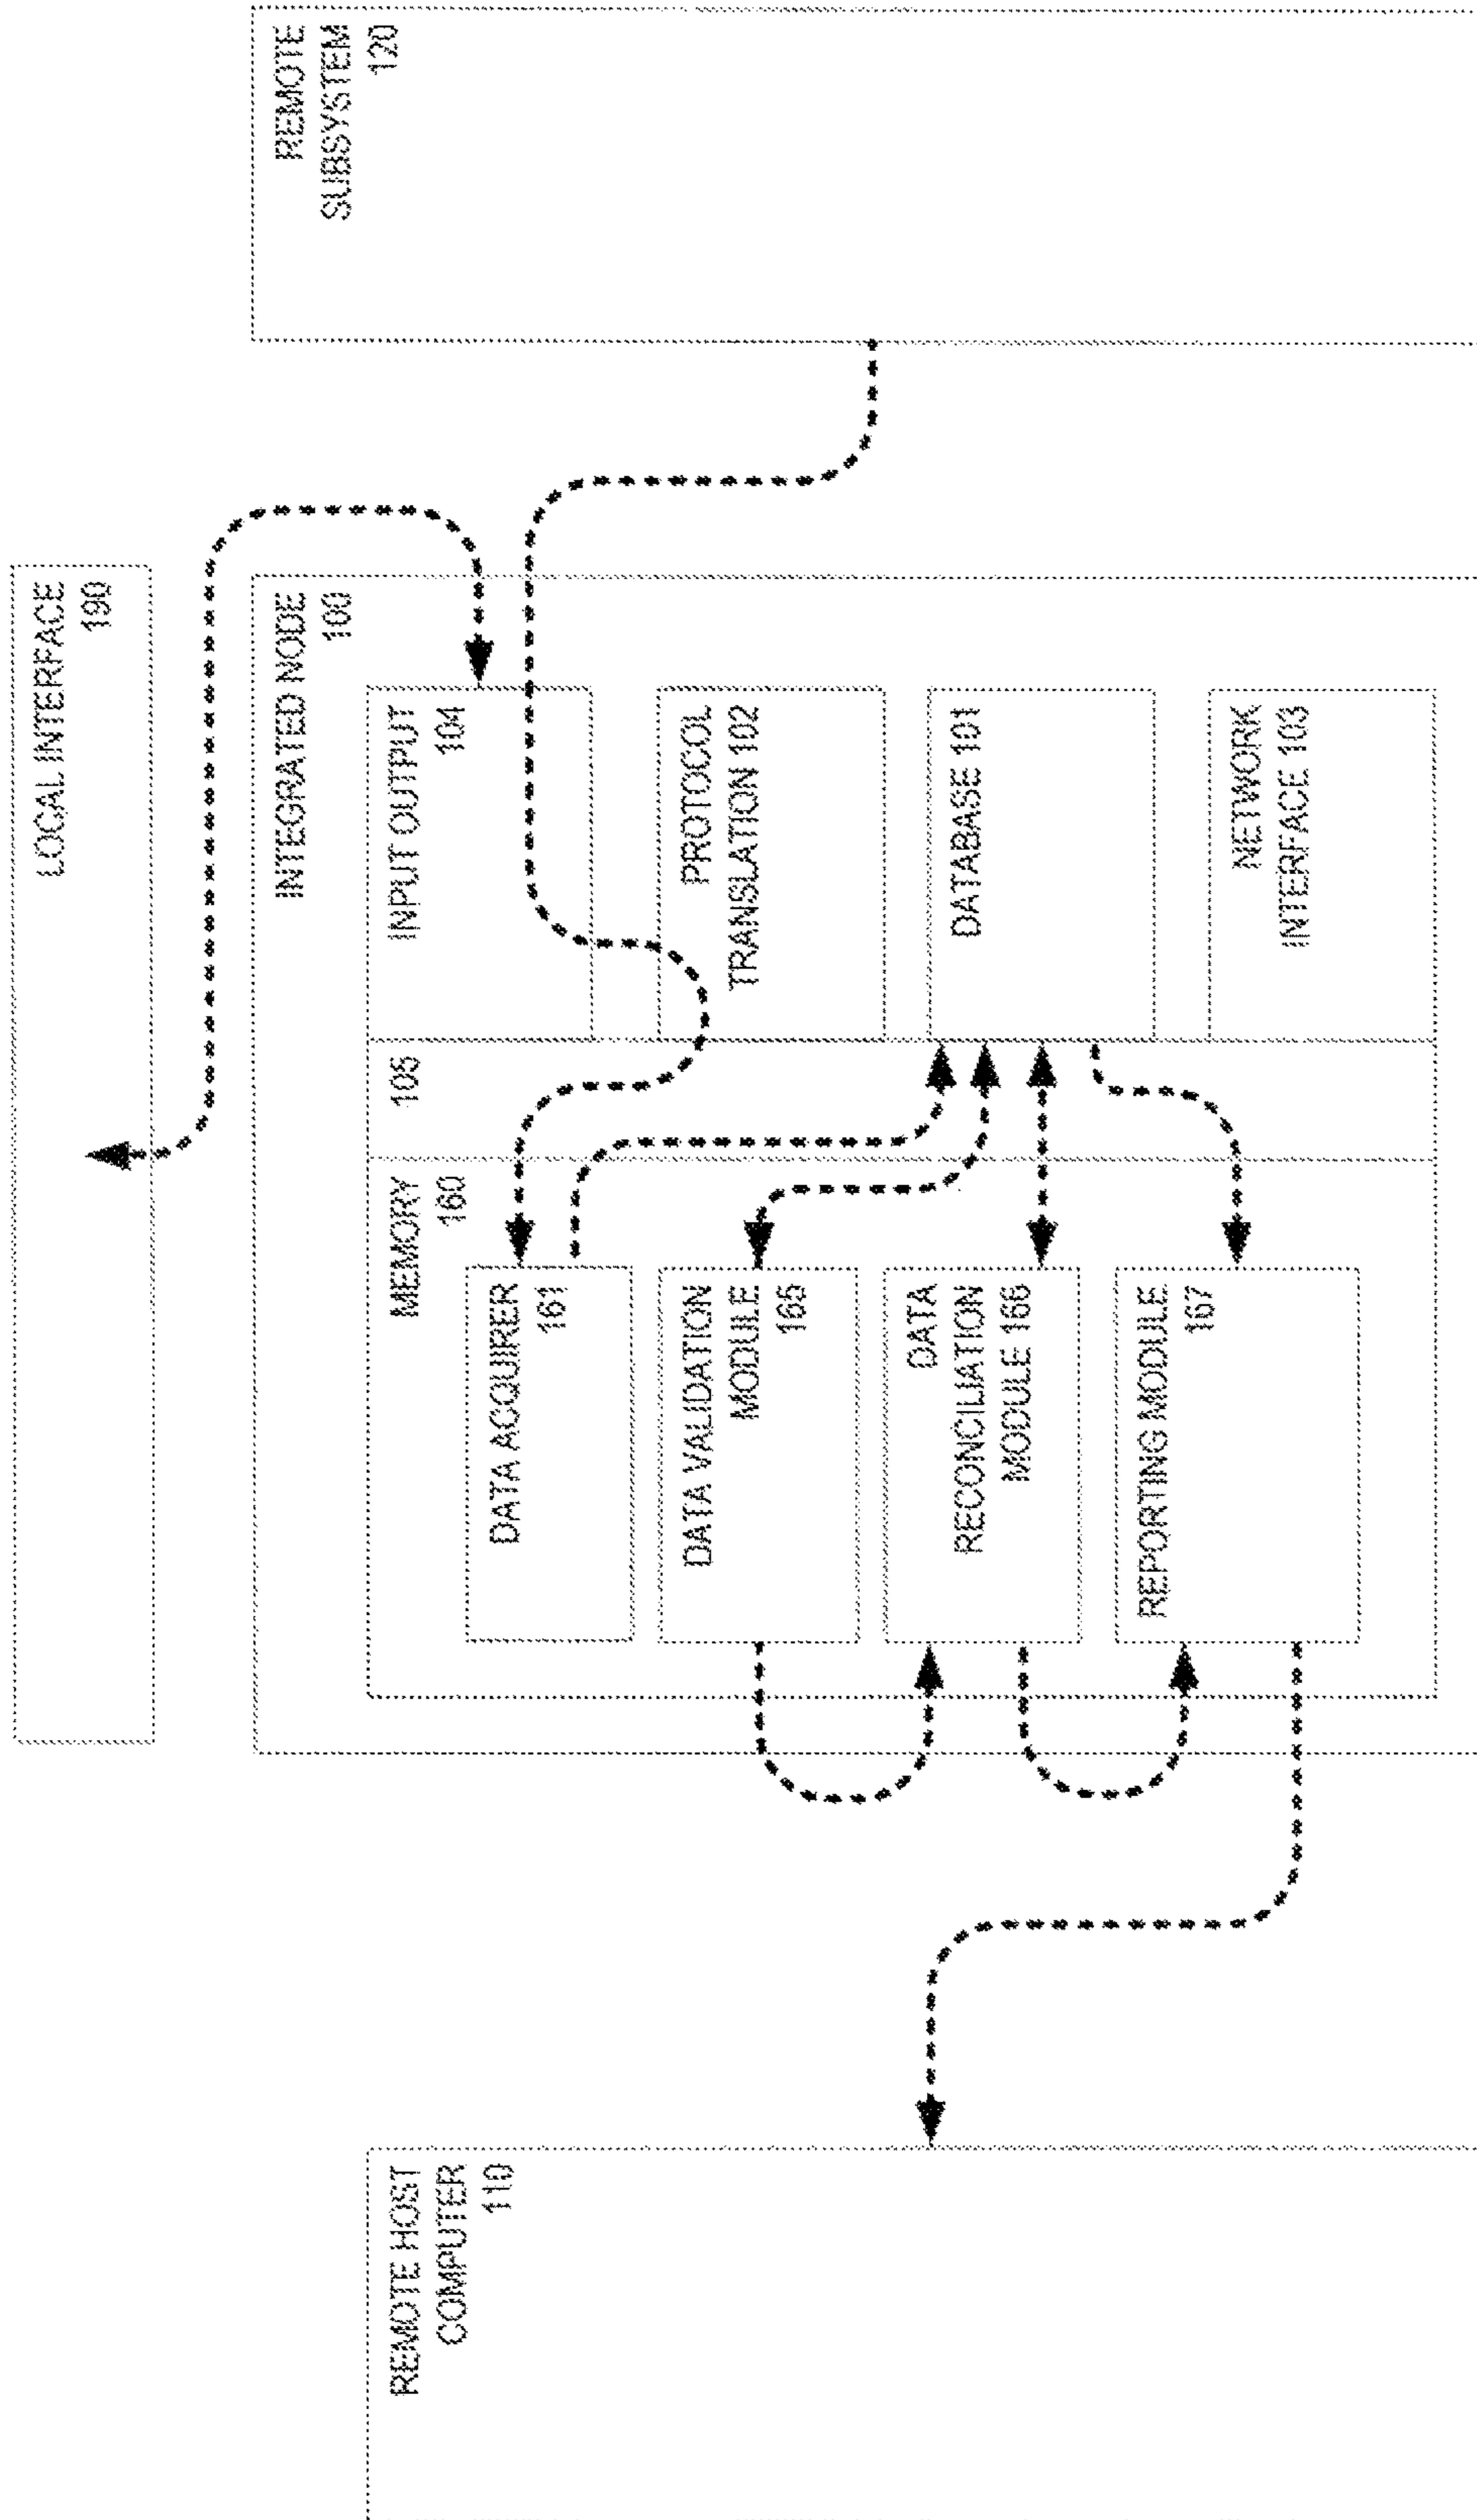 LOCAL INTERFACE
190
REMOTE HOST
COMPUTER
110
INTEGRATED NODE
100
MEMORY
160
105
INPUT OUTPUT
104
DATA ACQUIRER
161
DATA VALIDATION
MODULE
165
PROTOCOL
TRANSLATION 102
DATA
RECONCILIATION
MODULE 166
DATABASE 101
REPORTING MODULE
167
NETWORK
INTERFACE 103
REMOTE
SUBSYSTEM
120